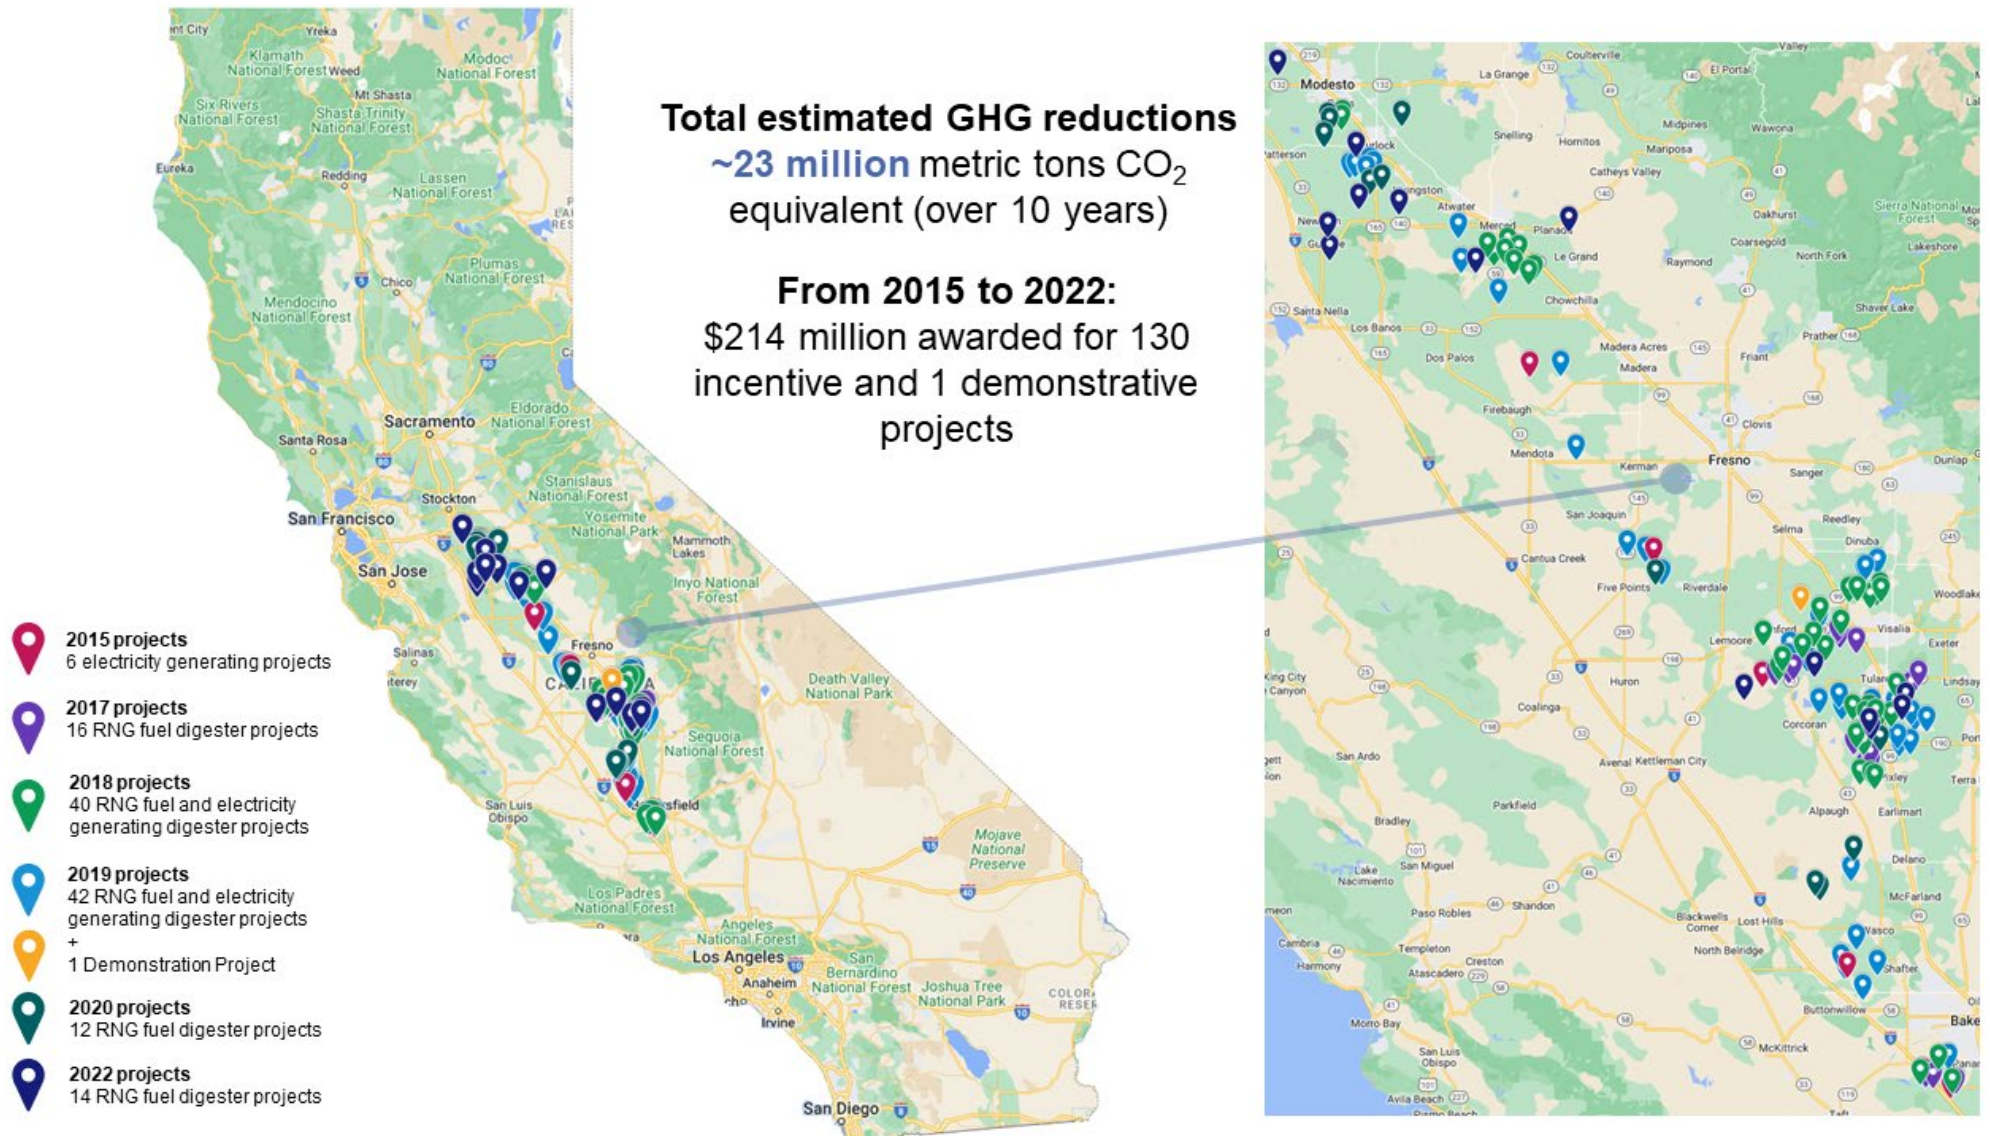 Total estimated GHG reductions
~23 million metric tons CO₂
equivalent (over 10 years)
From 2015 to 2022:
$214 million awarded for 130
incentive and 1 demonstrative
projects
2015 projects
6 electricity generating projects
2017 projects
16 RNG fuel digester projects
2018 projects
40 RNG fuel and electricity
generating digester projects
2019 projects
42 RNG fuel and electricity
generating digester projects
+
1 Demonstration Project
2020 projects
12 RNG fuel digester projects
2022 projects
14 RNG fuel digester projects
Yreka
Klamath
National Forest
Weed
Modoc
National Forest
Mt Shasta
Six Rivers
National Forest
Shasta-Trinity
National Forest
Eureka
Redding
Lassen
National Forest
Plumas
National Forest
Chico
Mendocino
National Forest
Eldorado
National Forest
Sacramento
Santa Rosa
Stanislaus
National Forest
Stockton
San Francisco
Yosemite
National Park
Mammoth
Lakes
San Jose
Inyo National
Forest
Fresno
Salinas
Death Valley
National Park
Sequoia
National Forest
San Luis
Obispo
Mojave
National
Preserve
Los Padres
National Forest
Angeles
National Forest
Los Angeles
San
Bernardino
National Forest
Anaheim
Joshua Tree
National Park
Irvine
San Diego
Modesto
La Grange
Coulterville
Valley
El Portal
Snelling
Hornitos
Midpines
Wawona
Mariposa
Catheys Valley
Atwater
Oakhurst
Sierra National
Forest
Merced
Coarsegold
Lakeshore
Le Grand
Raymond
North Fork
Santa Nella
Chowchilla
Shaver Lake
Los Banos
Prather
Dos Palos
Madera Acres
Friant
Madera
Firebaugh
Clovis
Mendota
Kerman
Fresno
Sanger
Dunlap
San Joaquin
Selma
Reedley
Dinuba
Cantua Creek
Five Points
Riverdale
Woodlake
Lemoore
Visalia
Exeter
Huron
Lindsay
Coalinga
Corcoran
San Ardo
Avenal
Kettleman City
Parkfield
Alpaugh
Earlimart
Bradley
San Miguel
Delano
Lake
Nacimiento
McFarland
Paso Robles
Shandon
Blackwells
Corner
Lost Hills
Cambria
Templeton
North Belridge
Harmony
Creston
Atascadero
Shafter
Buttonwillow
Morro Bay
McKittrick
San Luis
Obispo
Avila Beach